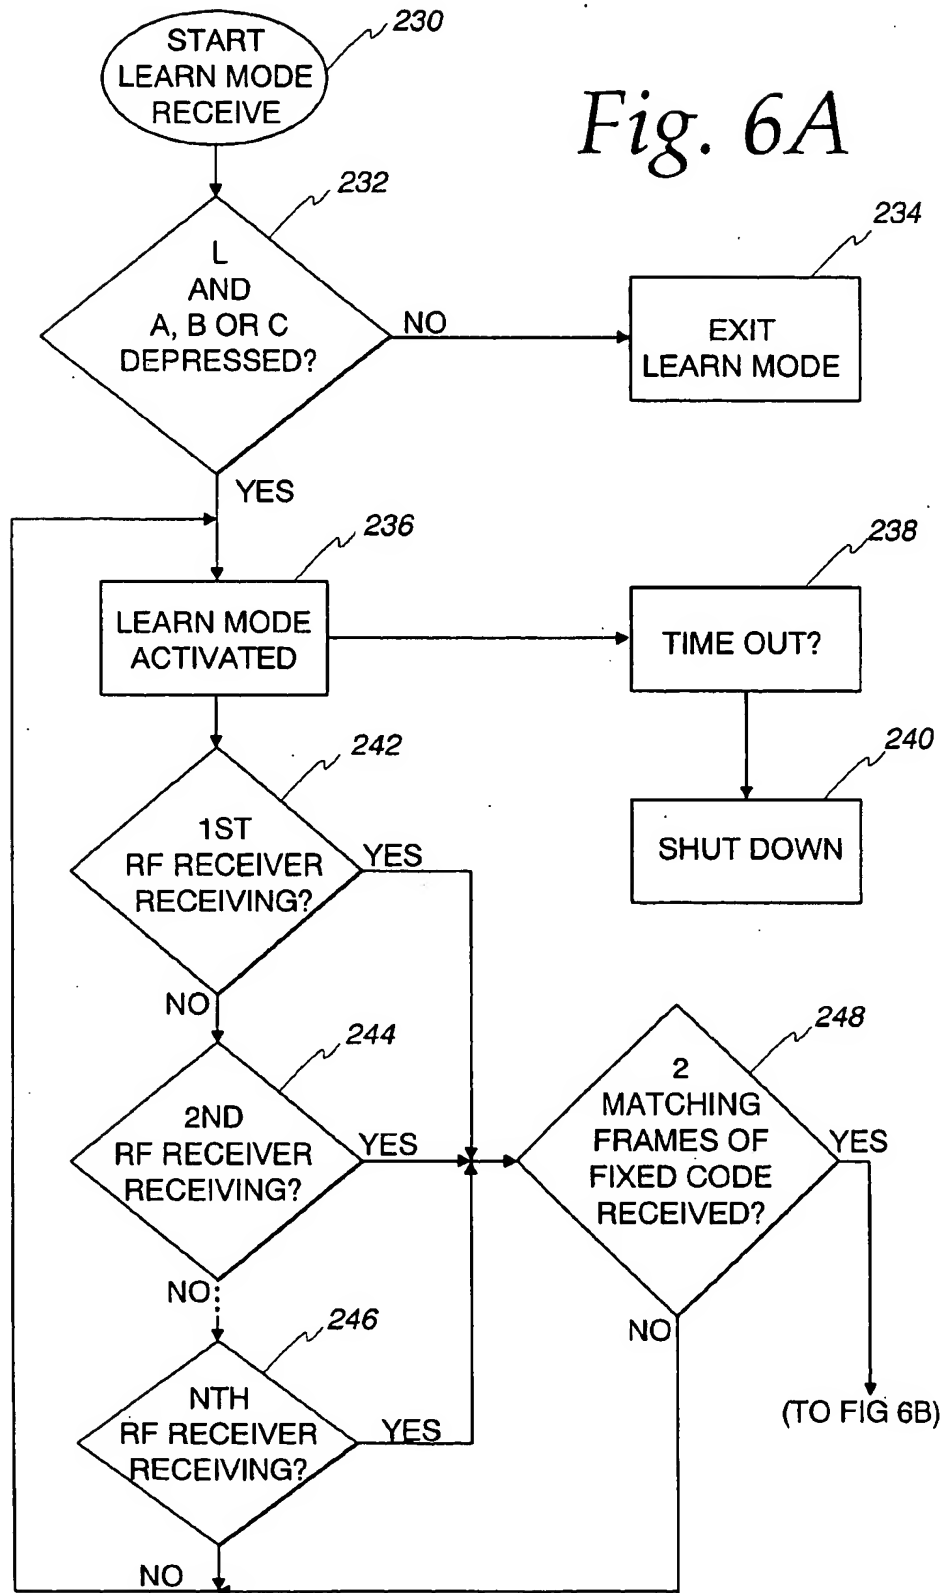 START
LEARN MODE
RECEIVE
230
Fig. 6A
232
L
AND
A, B OR C
DEPRESSED?
NO
234
EXIT
LEARN MODE
YES
236
LEARN MODE
ACTIVATED
238
TIME OUT?
240
SHUT DOWN
242
1ST
RF RECEIVER
RECEIVING?
YES
NO
244
2ND
RF RECEIVER
RECEIVING?
YES
NO
246
NTH
RF RECEIVER
RECEIVING?
YES
NO
248
2
MATCHING
FRAMES OF
FIXED CODE
RECEIVED?
YES
NO
(TO FIG 6B)